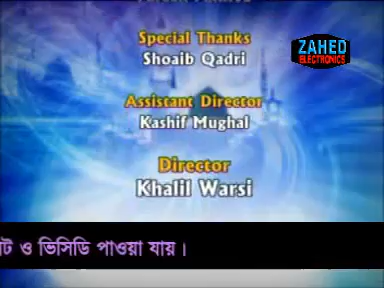 Special Thanks
ZAHED
ELECTRONICS
Shoaib Qadri
Assistant Director
Kashif Mughal
Director
Khalil Warsi
ও ভিসিডি পাওয়া যায়।